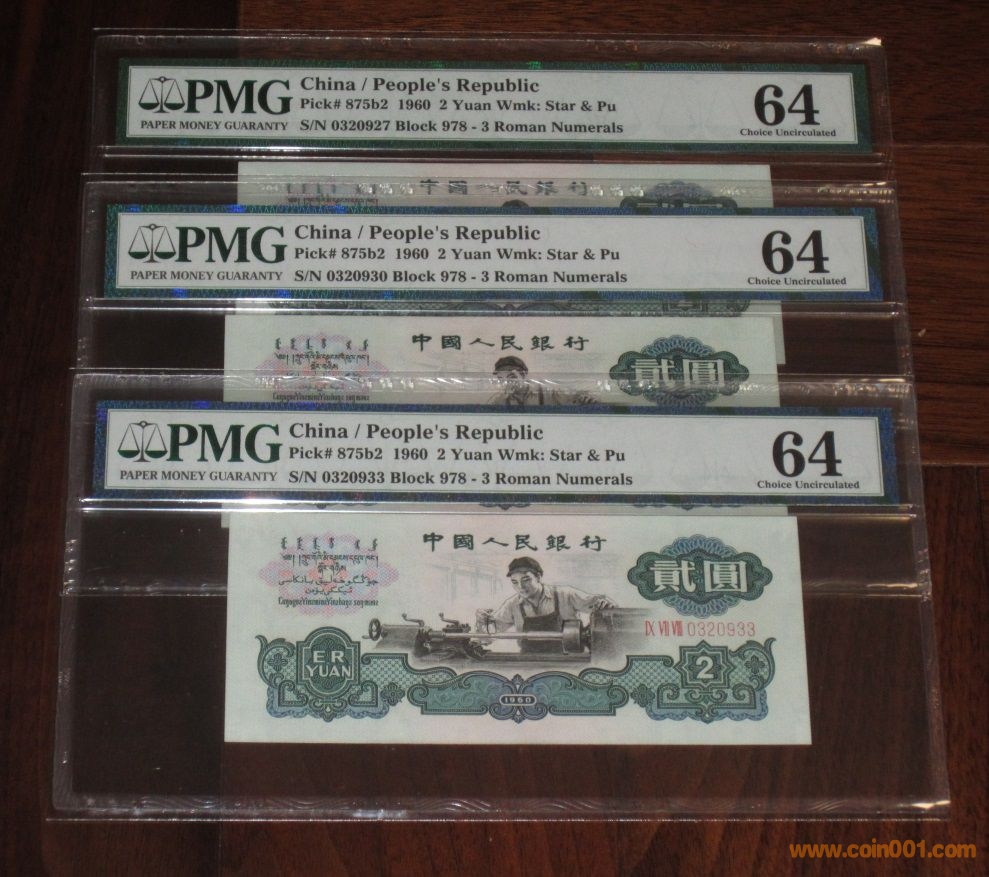 PMG
PAPER MONEY GUARANTY
China / People's Republic
Pick# 875b2 1960 2 Yuan Wmk: Star & Pu
S/N 0320927 Block 978 - 3 Roman Numerals
64
Choice Uncirculated
中國人民銀行
PMG
PAPER MONEY GUARANTY
China / People's Republic
Pick# 875b2 1960 2 Yuan Wmk: Star & Pu
S/N 0320930 Block 978 - 3 Roman Numerals
64
Choice Uncirculated
中國人民銀行
貳圓
PMG
PAPER MONEY GUARANTY
China / People's Republic
Pick# 875b2 1960 2 Yuan Wmk: Star & Pu
S/N 0320933 Block 978 - 3 Roman Numerals
64
Choice Uncirculated
中國人民銀行
貳圓
IX VII VIII 0320933
ER
YUAN
2
1960
www.coin001.com